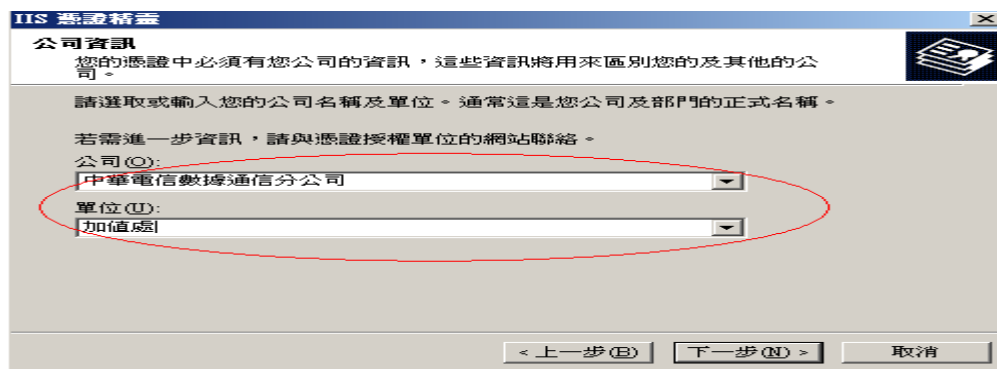 IIS 憑證精靈
公司資訊
您的憑證中必須有您公司的資訊，這些資訊將用來區別您的及其他的公
司。
請選取或輸入您的公司名稱及單位。通常這是您公司及部門的正式名稱。
若需進一步資訊，請與憑證授權單位的網站聯絡。
公司(O):
中華電信數據通信分公司
單位(U):
加值處
< 上一步(B)
下一步(N) >
取消